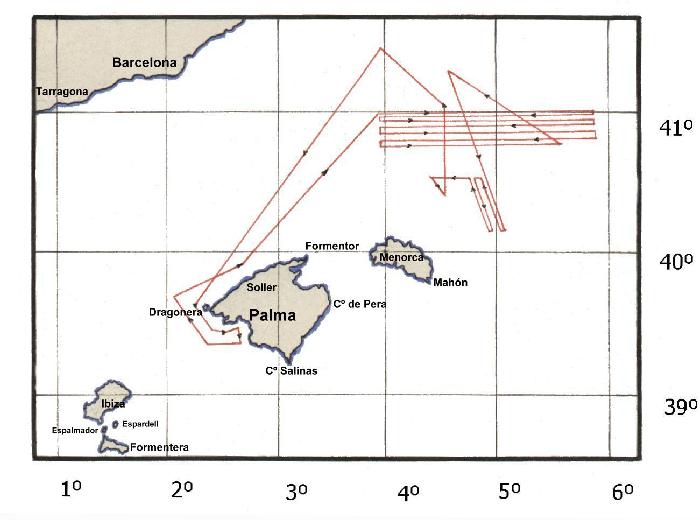 Barcelona
Tarragona
41º
Formentor
40º
Menorca
Mahón
Soller
Cº de Pera
Dragonera
Palma
Cº Salinas
39º
Ibiza
Espardell
Espalmador
Formentera
1º 2º 3º 4º 5º 6º